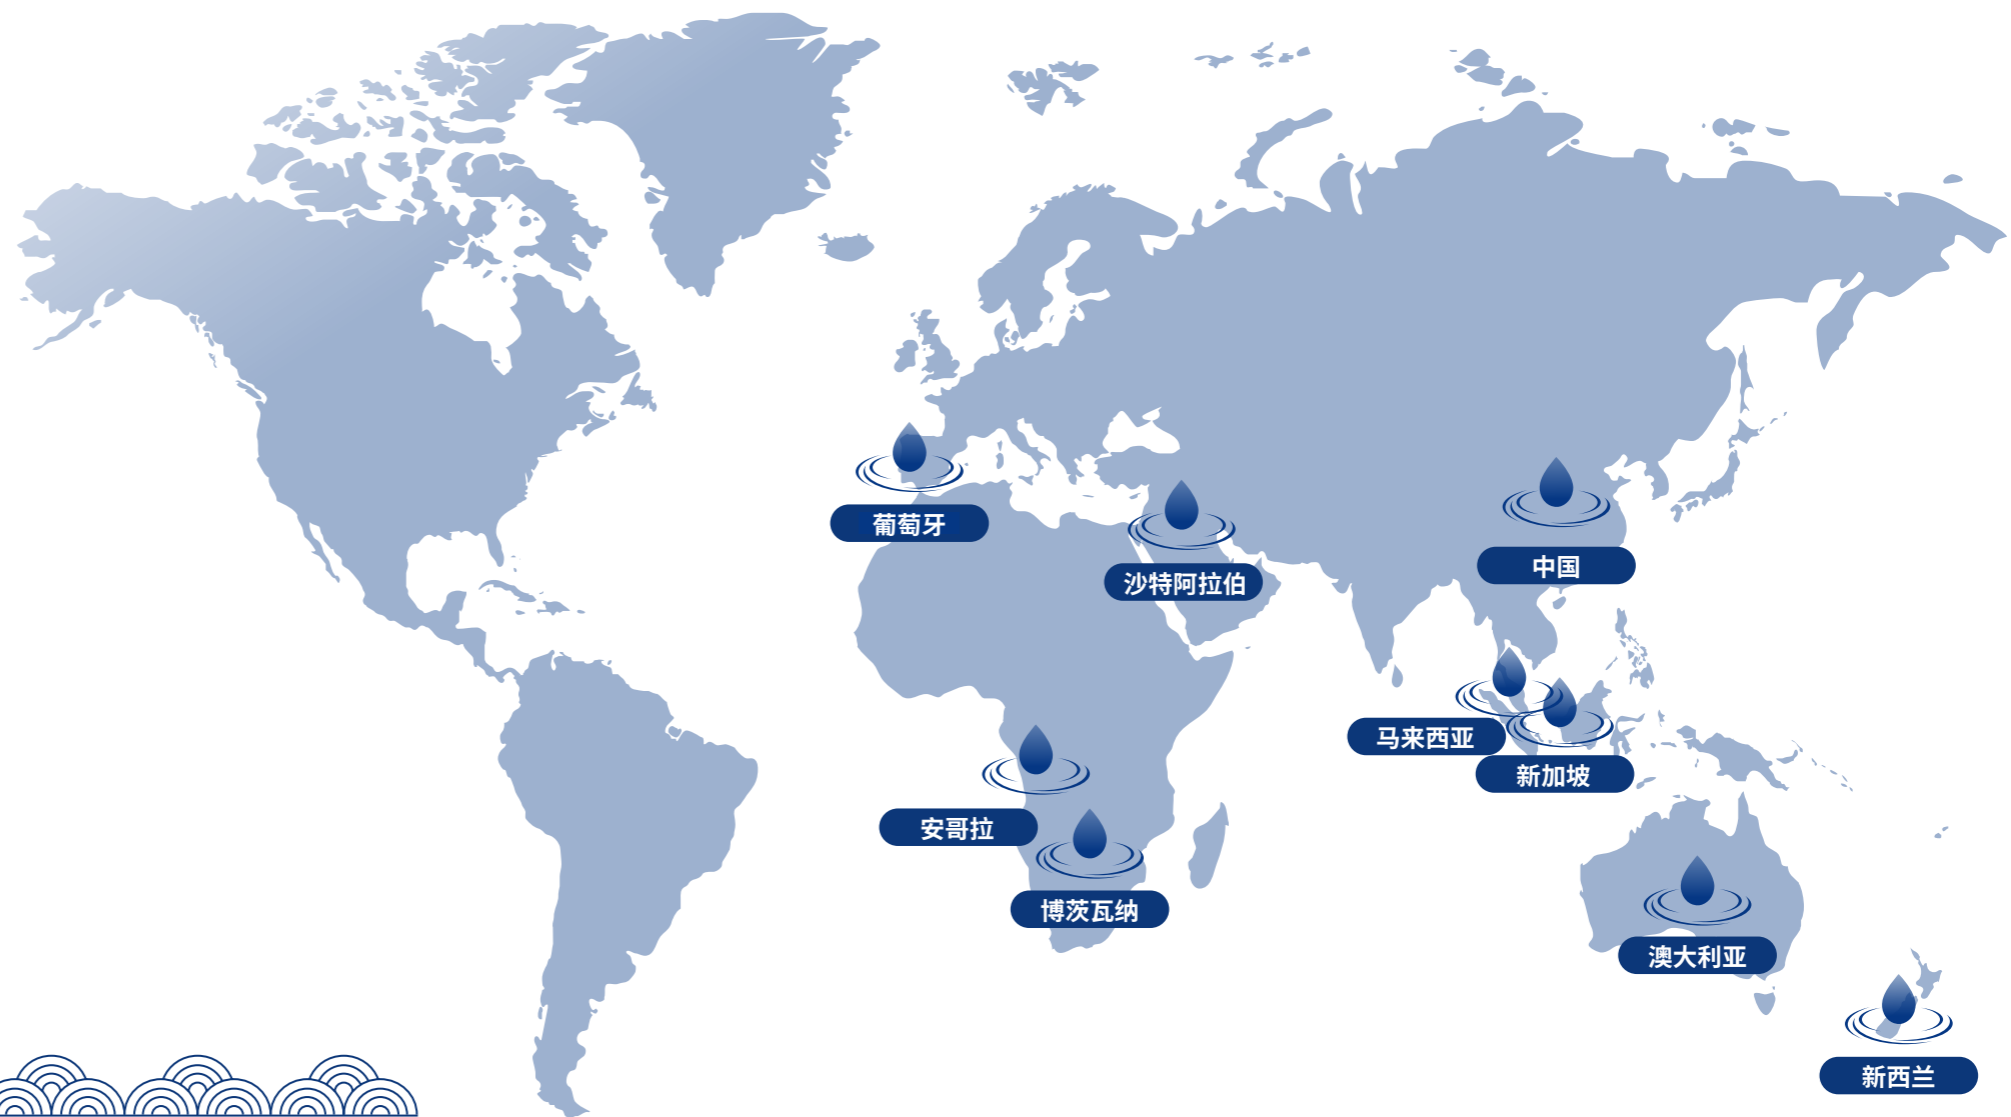 葡萄牙
中国
沙特阿拉伯
马来西亚
新加坡
安哥拉
博茨瓦纳
澳大利亚
新西兰